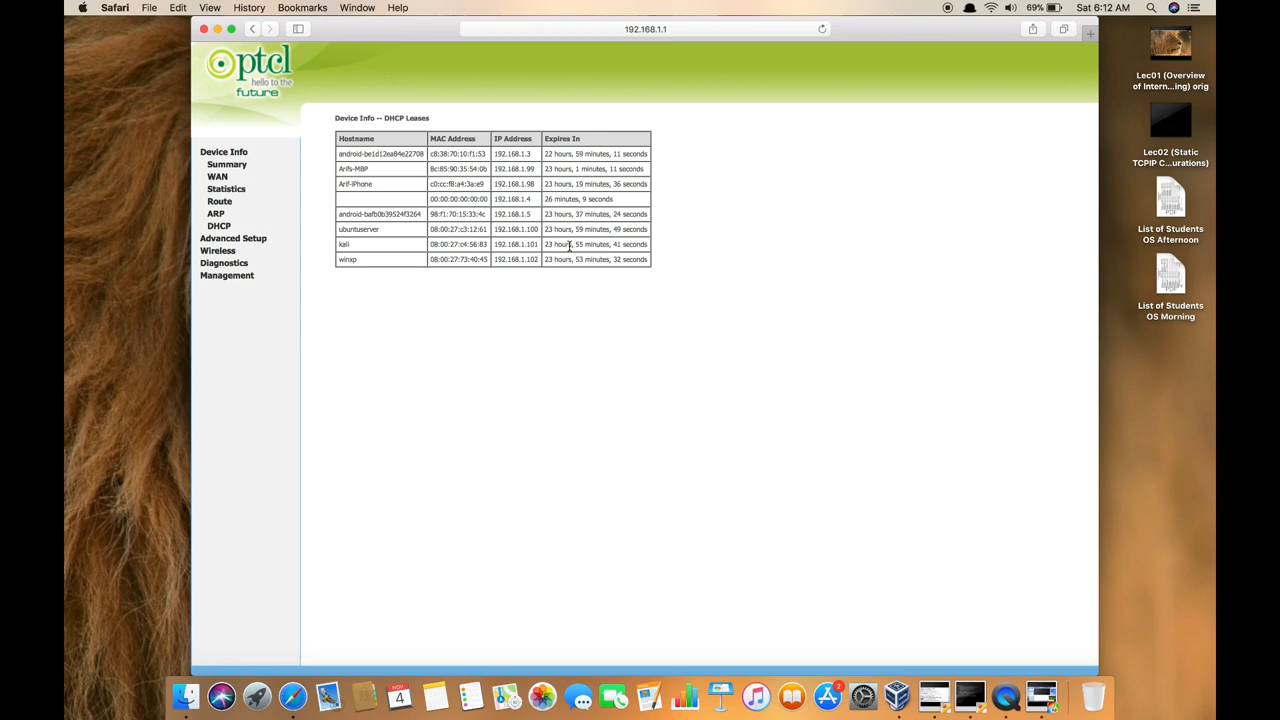 Safari File Edit View History Bookmarks Window Help 69% Sat 6:12 AM
192.168.1.1
ptcl
hello to the
future
Device Info
Summary
WAN
Statistics
Route
ARP
DHCP
Advanced Setup
Wireless
Diagnostics
Management
Device Info -- DHCP Leases
Hostname MAC Address IP Address Expires In
android-be1d12ea84e22708 c8:38:70:10:f1:53 192.168.1.3 22 hours, 59 minutes, 11 seconds
Arifs-MBP 8c:85:90:35:54:0b 192.168.1.99 23 hours, 1 minutes, 11 seconds
Arif-iPhone c0:cc:f8:a4:3a:e9 192.168.1.98 23 hours, 19 minutes, 36 seconds
00:00:00:00:00:00 192.168.1.4 26 minutes, 9 seconds
android-bafb0b39524f3264 98:f1:70:15:33:4c 192.168.1.5 23 hours, 37 minutes, 24 seconds
ubuntuserver 08:00:27:c3:12:61 192.168.1.100 23 hours, 59 minutes, 49 seconds
kali 08:00:27:e4:56:83 192.168.1.101 23 hours, 55 minutes, 41 seconds
winxp 08:00:27:73:40:45 192.168.1.102 23 hours, 53 minutes, 32 seconds
Lec01 (Overview
of Intern...ing) orig
Lec02 (Static
TCPIP C...urations)
PDF
List of Students
OS Afternoon
PDF
List of Students
OS Morning
NOV
4
2